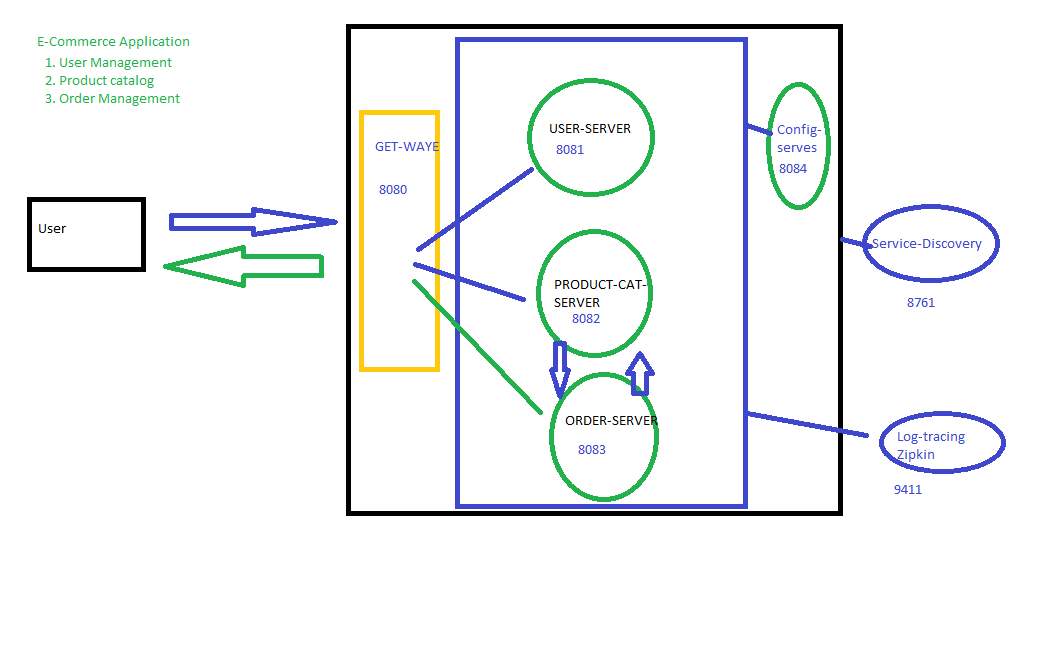 E-Commerce Application
1. User Management
2. Product catalog
3. Order Management
User
GET-WAYE
8080
USER-SERVER
8081
PRODUCT-CAT-
SERVER
8082
ORDER-SERVER
8083
Config-
serves
8084
Service-Discovery
8761
Log-tracing
Zipkin
9411